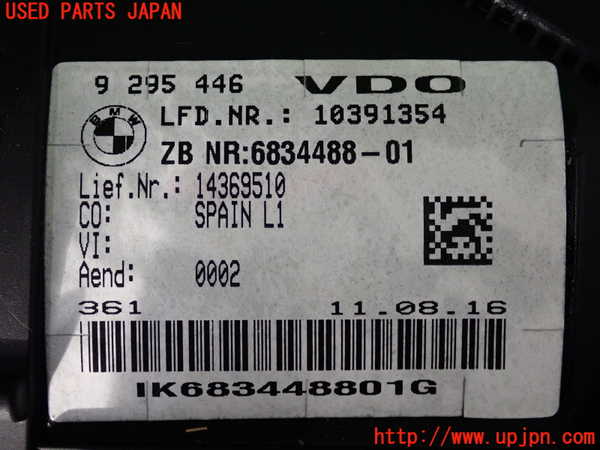 USED PARTS JAPAN
9 295 446 VDO
BMW
LFD.NR.: 10391354
ZB NR:6834488-01
Lief.Nr.: 14369510
CO: SPAIN L1
VI:
Aend: 0002
361 11.08.16
IK683448801G
http://www.upjpn.com/